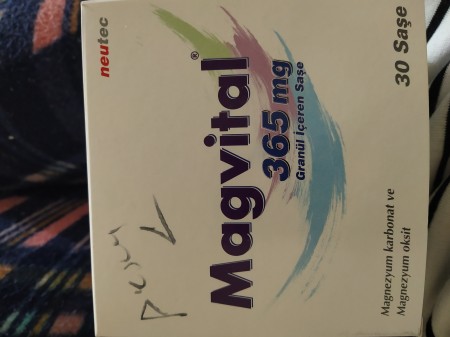 neutec
Magvital®
365 mg
Granül İçeren Saşe
Magnezyum karbonat ve
Magnezyum oksit
30 Saşe